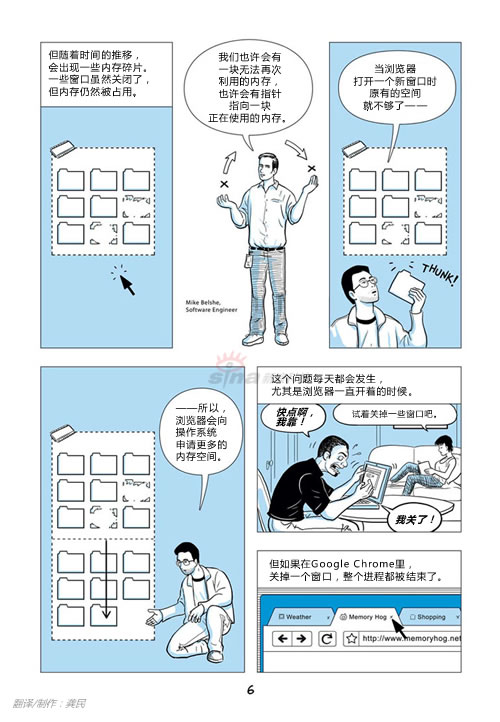 但随着时间的推移，
会出现一些内存碎片。
一些窗口虽然关闭了，
但内存仍然被占用。
我们也许会有
一块无法再次
利用的内存，
也许会有指针
指向一块
正在使用的内存。
Mike Belshe,
Software Engineer
当浏览器
打开一个新窗口时
原有的空间
就不够了——
THUNK!
sina
——所以，
浏览器会向
操作系统
申请更多的
内存空间。
这个问题每天都会发生，
尤其是浏览器一直开着的时候。
快点啊，
我靠！
试着关掉一些窗口吧。
我关了！
但如果在Google Chrome里，
关掉一个窗口，整个进程都被结束了。
Weather
Memory Hog
Shopping
http://www.memoryhog.net
6
翻译/制作：龚民